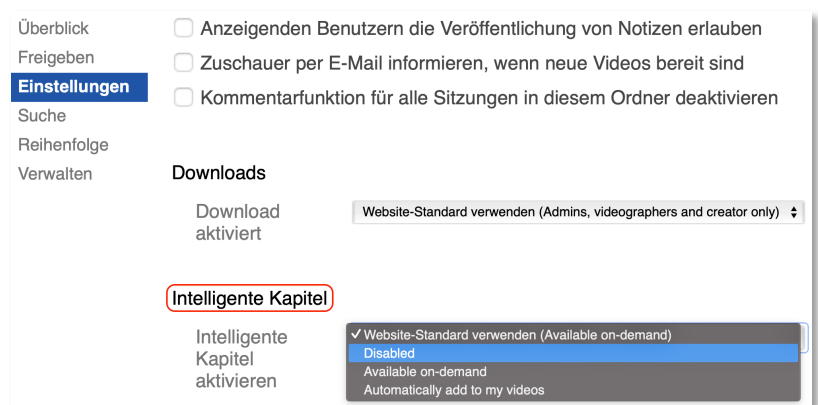 Überblick
Freigeben
Einstellungen
Suche
Reihenfolge
Verwalten
Anzeigenden Benutzern die Veröffentlichung von Notizen erlauben
Zuschauer per E-Mail informieren, wenn neue Videos bereit sind
Kommentarfunktion für alle Sitzungen in diesem Ordner deaktivieren
Downloads
Download
aktiviert
Website-Standard verwenden (Admins, videographers and creator only)
Intelligente Kapitel
Intelligente
Kapitel
aktivieren
✓ Website-Standard verwenden (Available on-demand)
Disabled
Available on-demand
Automatically add to my videos